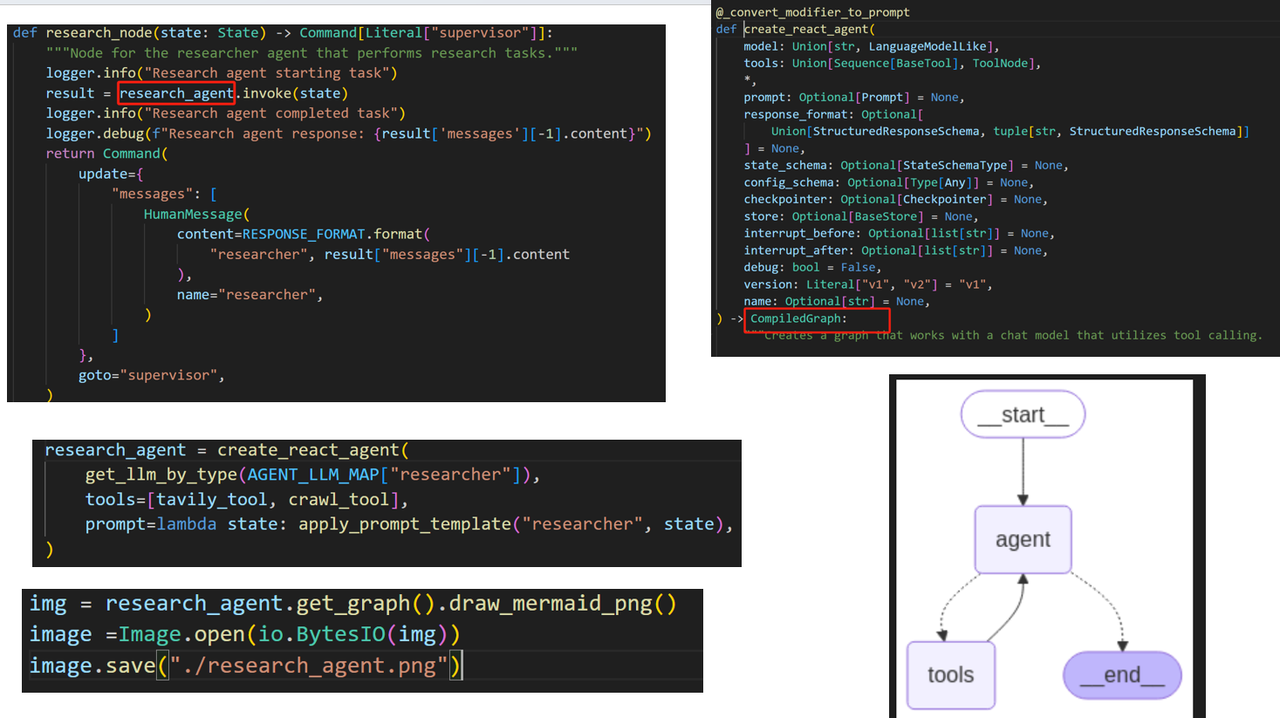 def research_node(state: State) -> Command[Literal["supervisor"]]:
    """Node for the researcher agent that performs research tasks."""
    logger.info("Research agent starting task")
    result = research_agent.invoke(state)
    logger.info("Research agent completed task")
    logger.debug(f"Research agent response: {result['messages'][-1].content}")
    return Command(
        update={
            "messages": [
                HumanMessage(
                    content=RESPONSE_FORMAT.format(
                        "researcher", result["messages"][-1].content
                    ),
                    name="researcher",
                )
            ]
        },
        goto="supervisor",
    )
research_agent = create_react_agent(
    get_llm_by_type(AGENT_LLM_MAP["researcher"]),
    tools=[tavily_tool, crawl_tool],
    prompt=lambda state: apply_prompt_template("researcher", state),
)
img = research_agent.get_graph().draw_mermaid_png()
image =Image.open(io.BytesIO(img))
image.save("./research_agent.png")
@_convert_modifier_to_prompt
def create_react_agent(
    model: Union[str, LanguageModelLike],
    tools: Union[Sequence[BaseTool], ToolNode],
    *,
    prompt: Optional[Prompt] = None,
    response_format: Optional[
        Union[StructuredResponseSchema, tuple[str, StructuredResponseSchema]]
    ] = None,
    state_schema: Optional[StateSchemaType] = None,
    config_schema: Optional[Type[Any]] = None,
    checkpointer: Optional[Checkpointer] = None,
    store: Optional[BaseStore] = None,
    interrupt_before: Optional[list[str]] = None,
    interrupt_after: Optional[list[str]] = None,
    debug: bool = False,
    version: Literal["v1", "v2"] = "v1",
    name: Optional[str] = None,
) -> CompiledGraph:
    """Creates a graph that works with a chat model that utilizes tool calling.
__start__
agent
tools
__end__